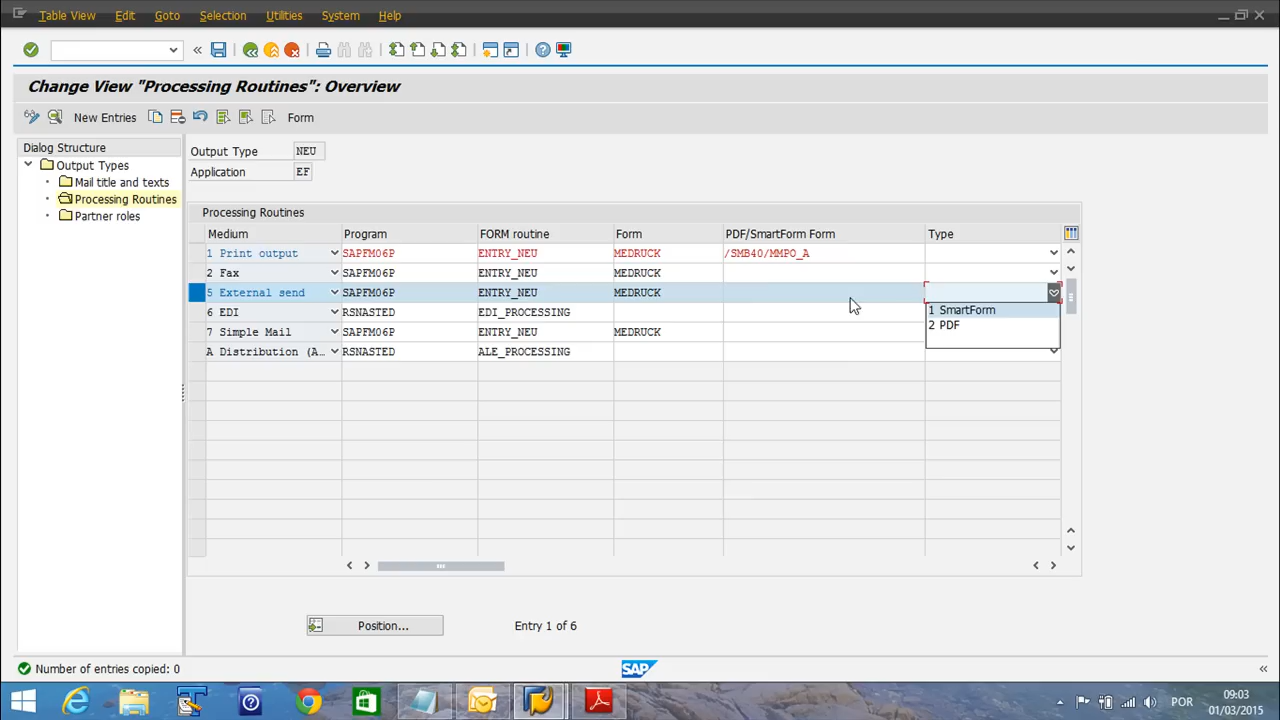 Table View Edit Goto Selection Utilities System Help
Change View "Processing Routines": Overview
New Entries Form
Dialog Structure
Output Types
Mail title and texts
Processing Routines
Partner roles
Output Type NEU
Application EF
Processing Routines
Medium Program FORM routine Form PDF/SmartForm Form Type
1 Print output SAPFM06P ENTRY_NEU MEDRUCK /SMB40/MMPO_A
2 Fax SAPFM06P ENTRY_NEU MEDRUCK
5 External send SAPFM06P ENTRY_NEU MEDRUCK
6 EDI RSNASTED EDI_PROCESSING
7 Simple Mail SAPFM06P ENTRY_NEU MEDRUCK
A Distribution (A... RSNASTED ALE_PROCESSING
1 SmartForm
2 PDF
Position... Entry 1 of 6
Number of entries copied: 0
SAP
POR
09:03
01/03/2015